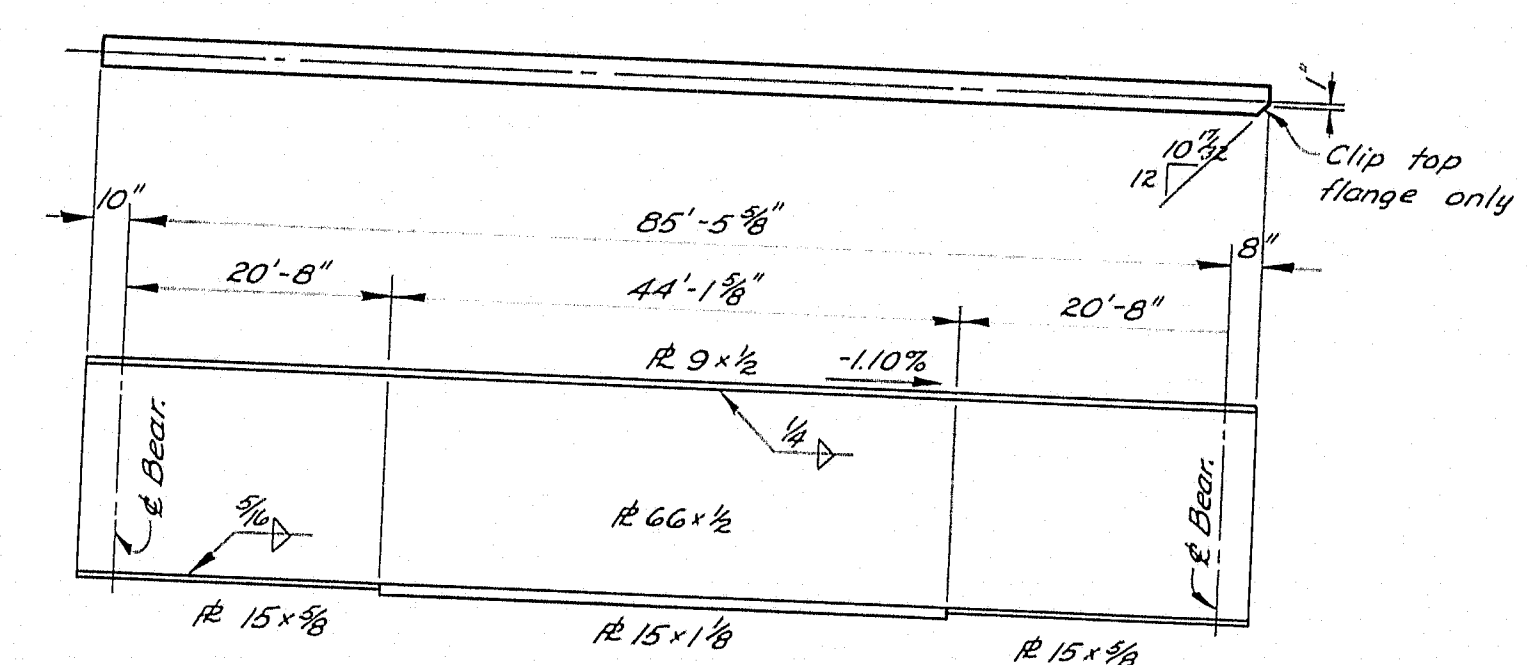 1"
10 17/32
12
Clip top
flange only
10"
85'-5 5/8"
8"
20'-8"
44'-1 5/8"
20'-8"
℄ Bear.
PL 9 x 1/2
-1.10%
1/4
5/16
PL 66 x 1/2
℄ Bear.
PL 15 x 5/8
PL 15 x 1 1/8
PL 15 x 5/8